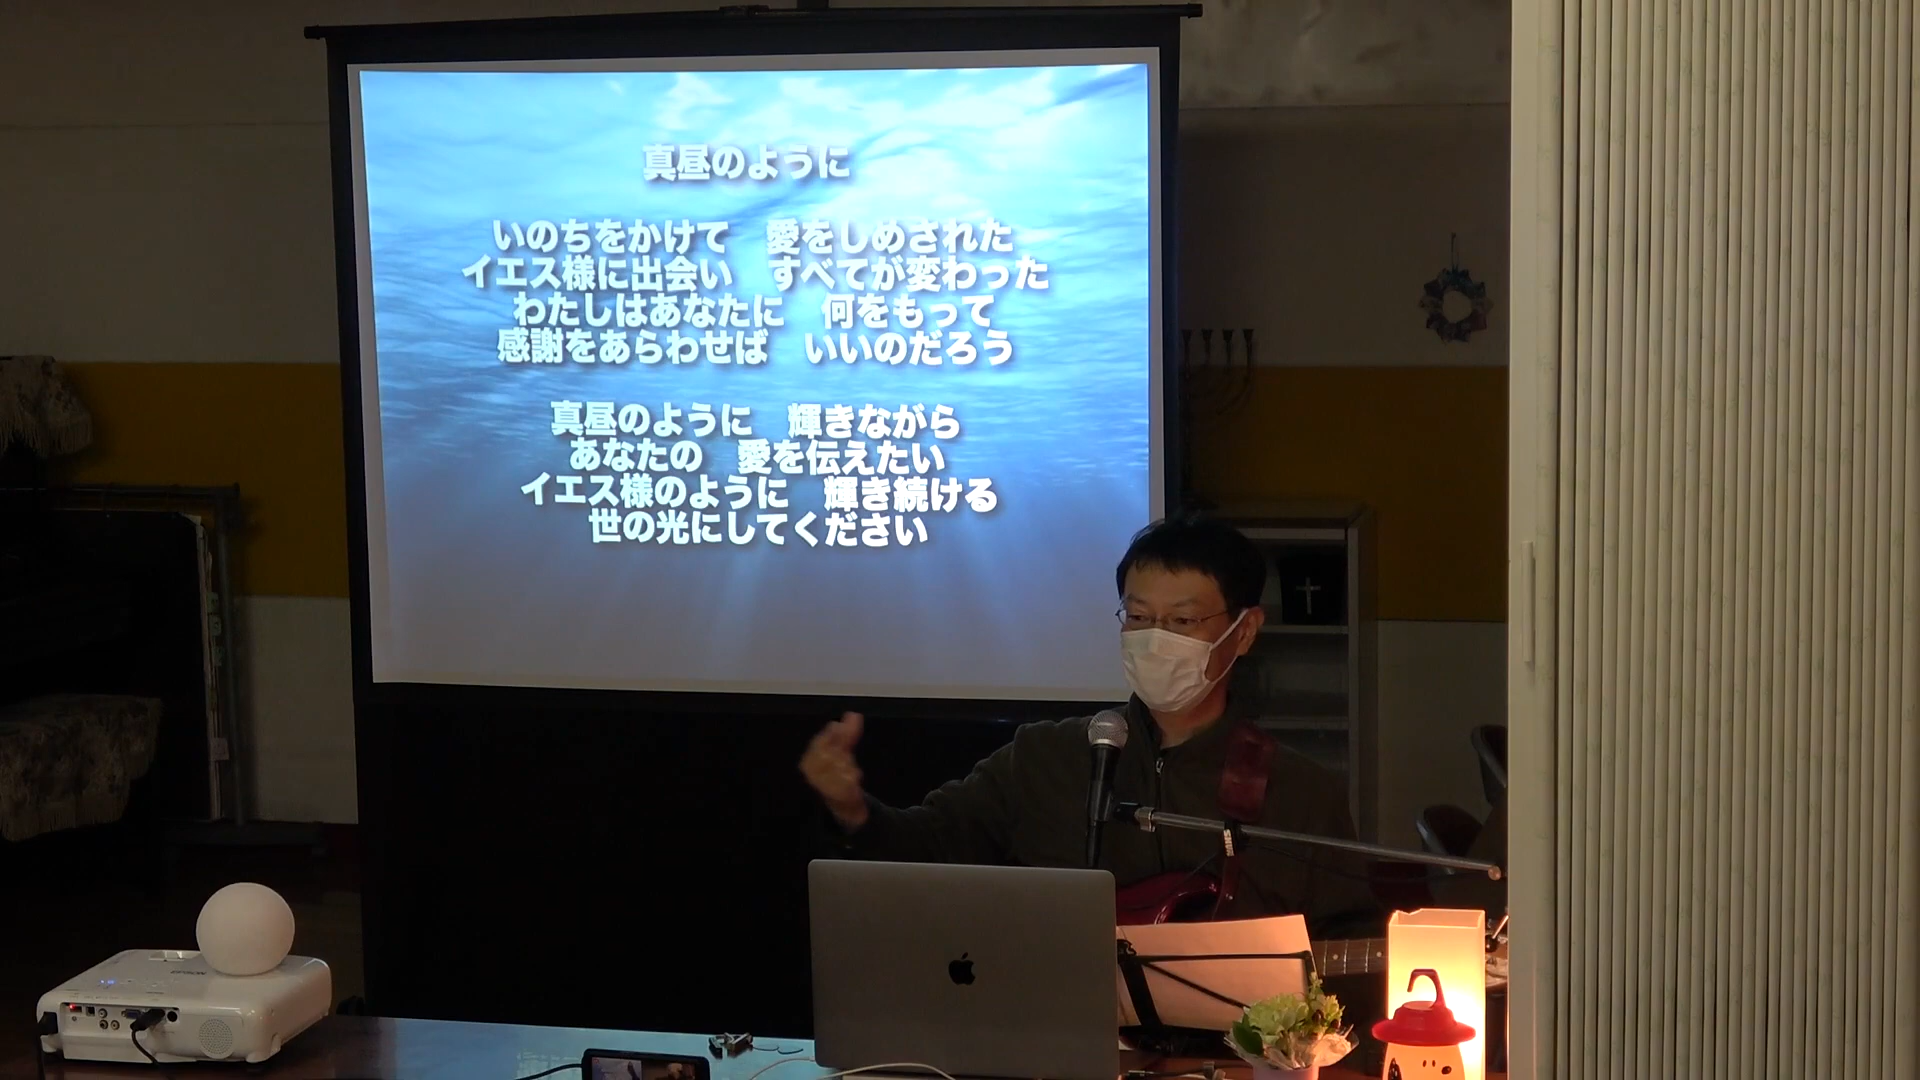 真昼のように
いのちをかけて　愛をしめされた
イエス様に出会い　すべてが変わった
わたしはあなたに　何をもって
感謝をあらわせば　いいのだろう
真昼のように　輝きながら
あなたの　愛を伝えたい
イエス様のように　輝き続ける
世の光にしてください
EPSON